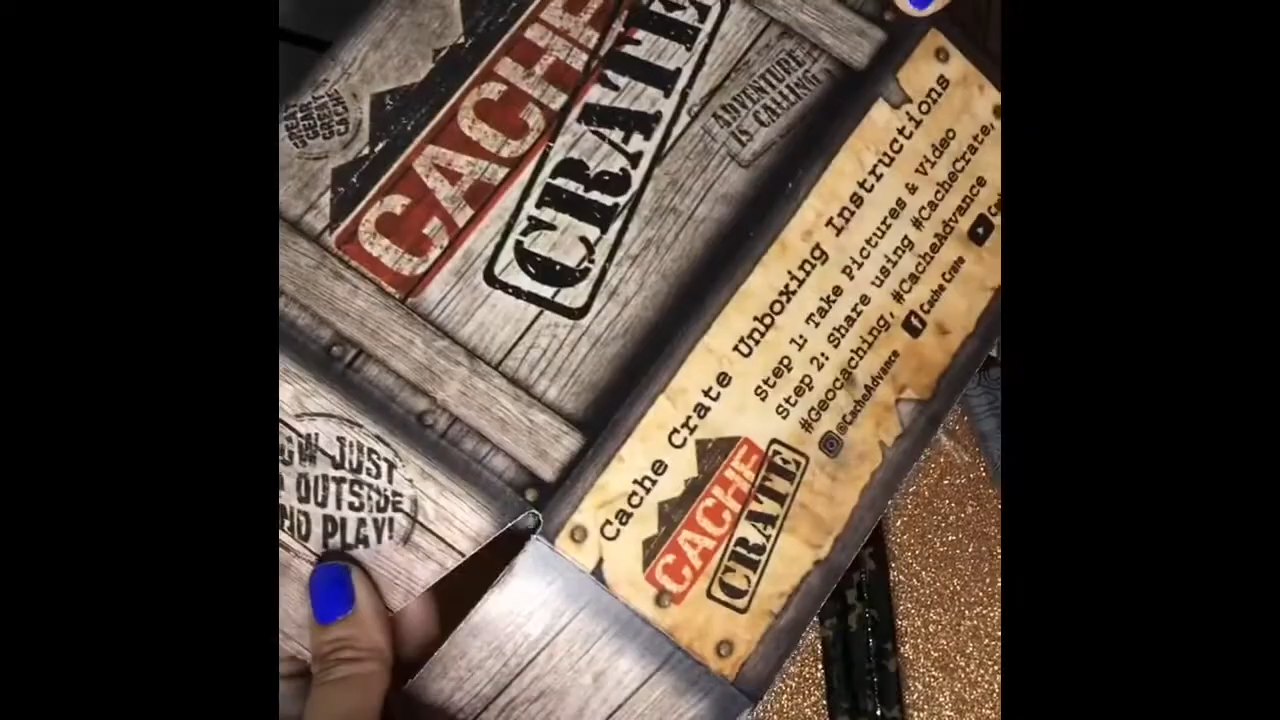 GREAT
GEAR
GREAT
CACHE
CACHE
CRATE
ADVENTURE
IS CALLING
Cache Crate Unboxing Instructions
Step 1: Take Pictures & Video
Step 2: Share using #CacheCrate,
#Geocaching, #CacheAdvance
@CacheAdvance
Cache Crate
CACHE
CRATE
JUST
OUTSIDE
PLAY!